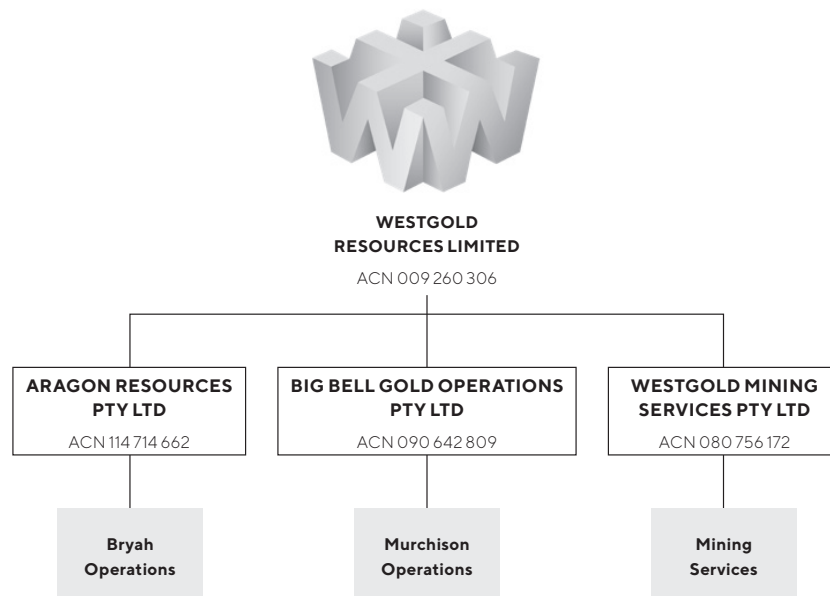 WESTGOLD
RESOURCES LIMITED
ACN 009 260 306
ARAGON RESOURCES
PTY LTD
ACN 114 714 662
BIG BELL GOLD OPERATIONS
PTY LTD
ACN 090 642 809
WESTGOLD MINING
SERVICES PTY LTD
ACN 080 756 172
Bryah
Operations
Murchison
Operations
Mining
Services